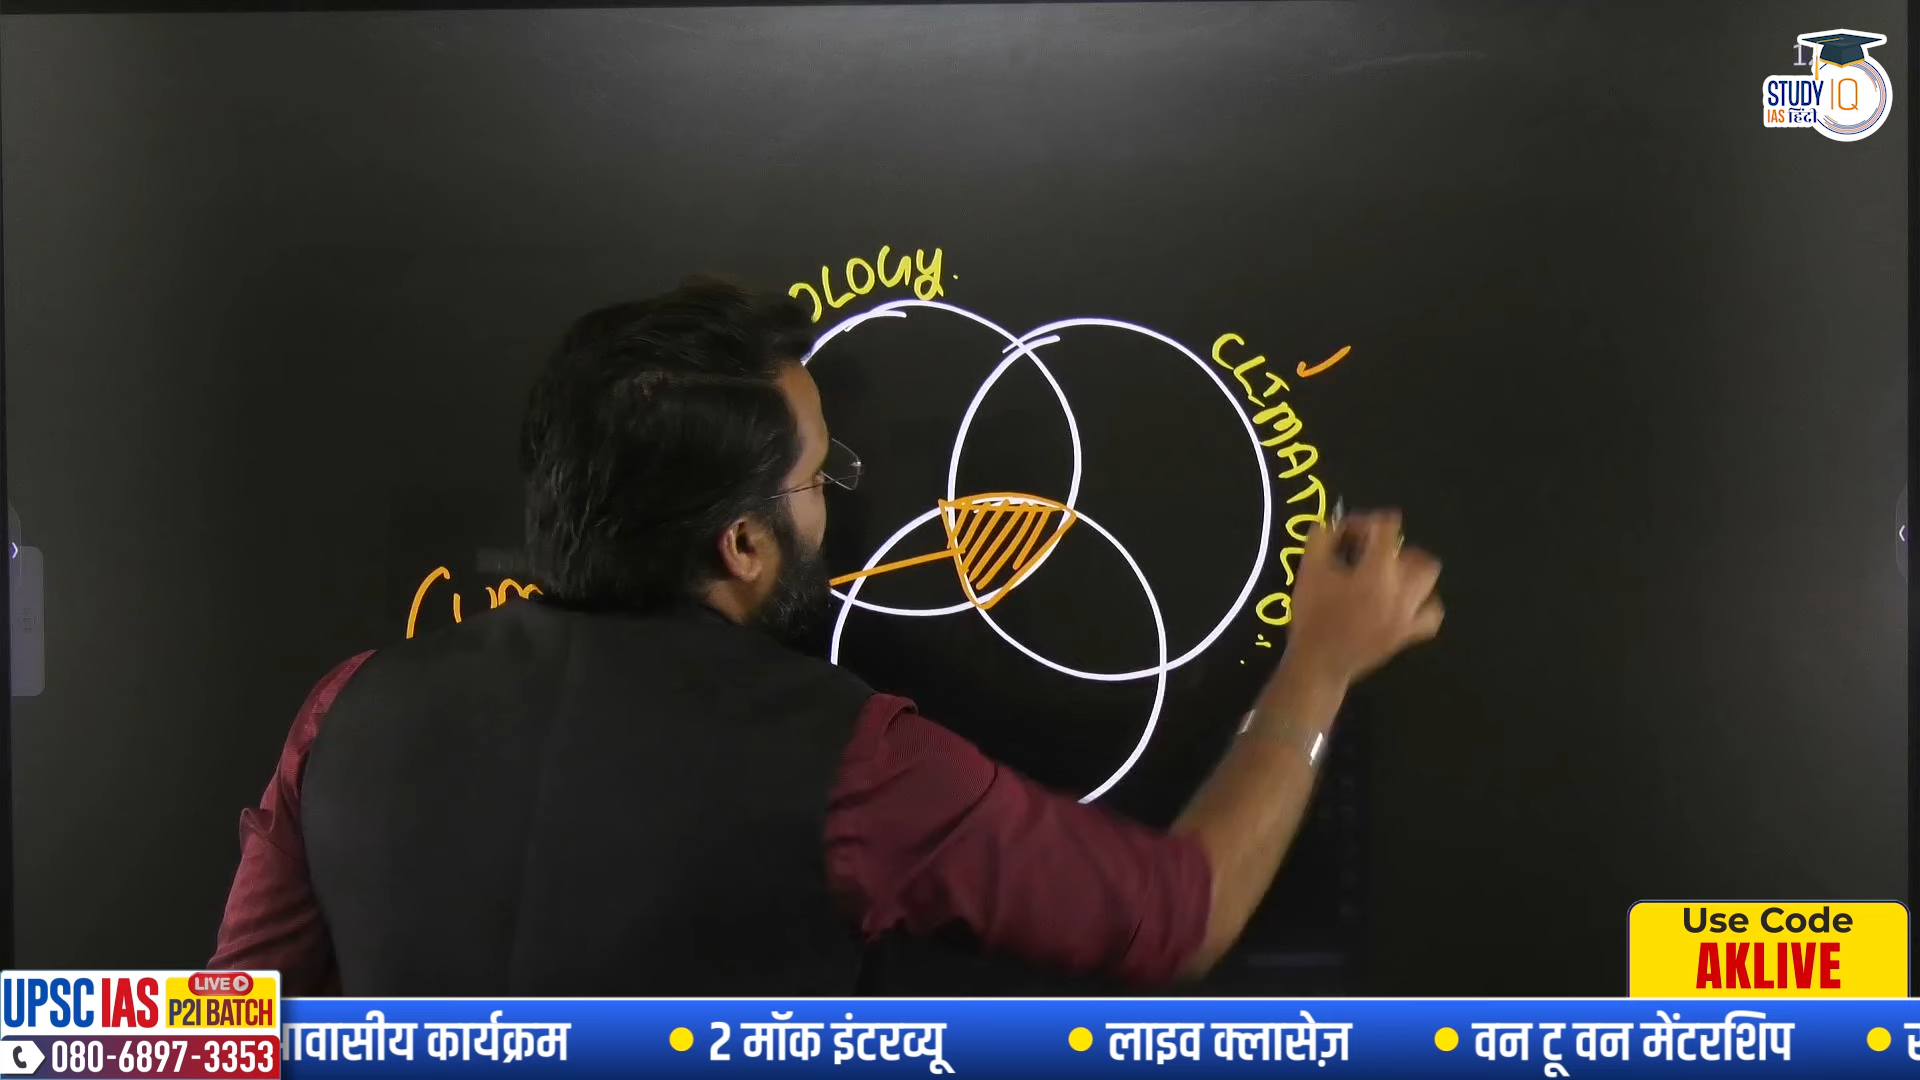 STUDY IQ
IAS हिंदी
OLOGY.
CLIMATOLO..
Use Code
AKLIVE
LIVE
UPSC IAS
P2I BATCH
080-6897-3353
कार्यक्रम • 2 मॉक इंटरव्यू • लाइव क्लासेज़ • वन टू वन मेंटरशिप •